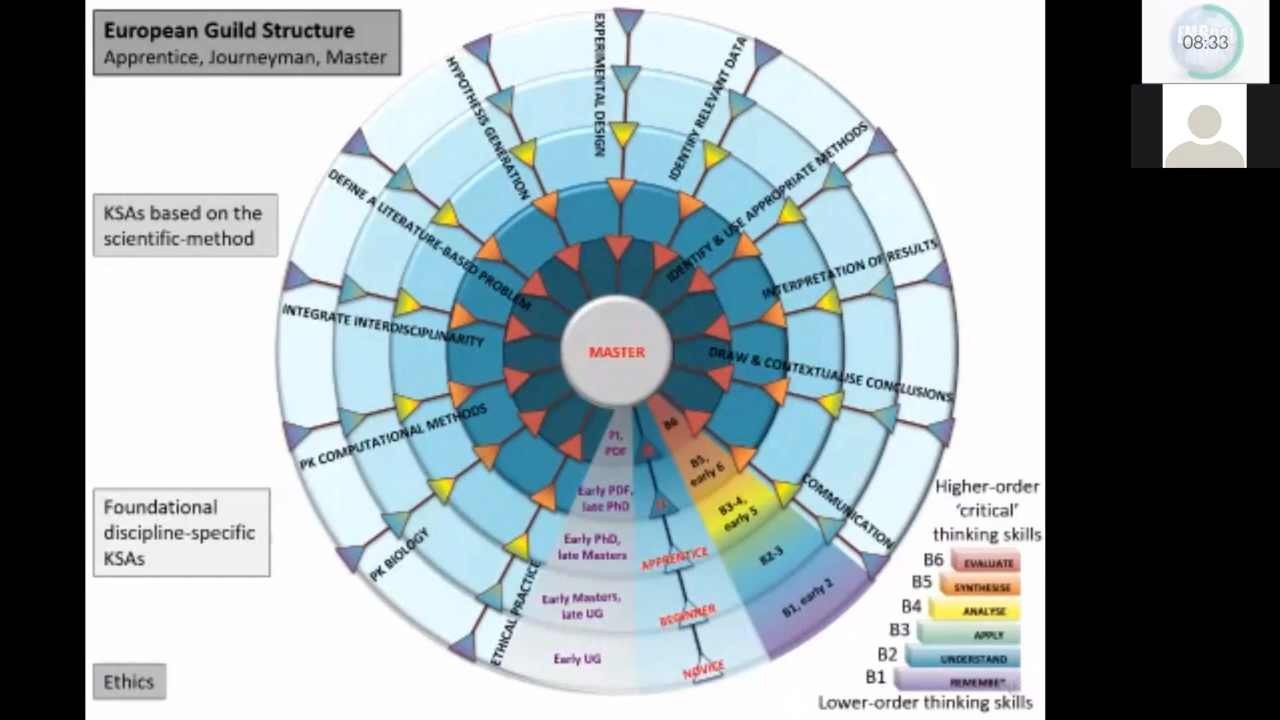 European Guild Structure
Apprentice, Journeyman, Master
08:33
EXPERIMENTAL DESIGN
HYPOTHESIS GENERATION
IDENTIFY RELEVANT DATA
IDENTIFY & USE APPROPRIATE METHODS
DEFINE A LITERATURE-BASED PROBLEM
KSAs based on the
scientific-method
INTERPRETATION OF RESULTS
INTEGRATE INTERDISCIPLINARITY
MASTER
DRAW & CONTEXTUALISE CONCLUSIONS
PK COMPUTATIONAL METHODS
PI,
PDF
B6
B5,
early 6
Early PDF,
late PhD
B3-4,
early 5
COMMUNICATION
Foundational
discipline-specific
KSAs
PK BIOLOGY
Early PhD,
late Masters
APPRENTICE
B2-3
ETHICAL PRACTICE
Early Masters,
late UG
BEGINNER
B1, early 2
Early UG
NOVICE
Ethics
Higher-order
'critical'
thinking skills
B6 EVALUATE
B5 SYNTHESISE
B4 ANALYSE
B3 APPLY
B2 UNDERSTAND
B1
Lower-order thinking skills